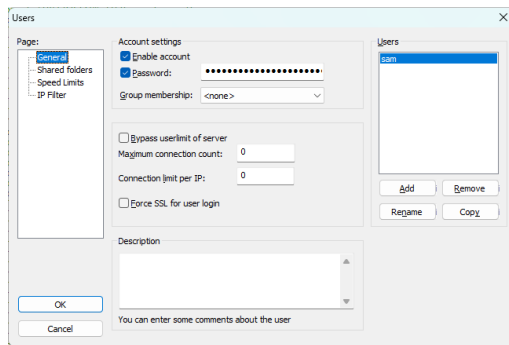 Users
Page:
General
Shared folders
Speed Limits
IP Filter
OK
Cancel
Account settings
Enable account
Password:
Group membership: <none>
Bypass userlimit of server
Maximum connection count: 0
Connection limit per IP: 0
Force SSL for user login
Description
You can enter some comments about the user
Users
sam
Add Remove
Rename Copy